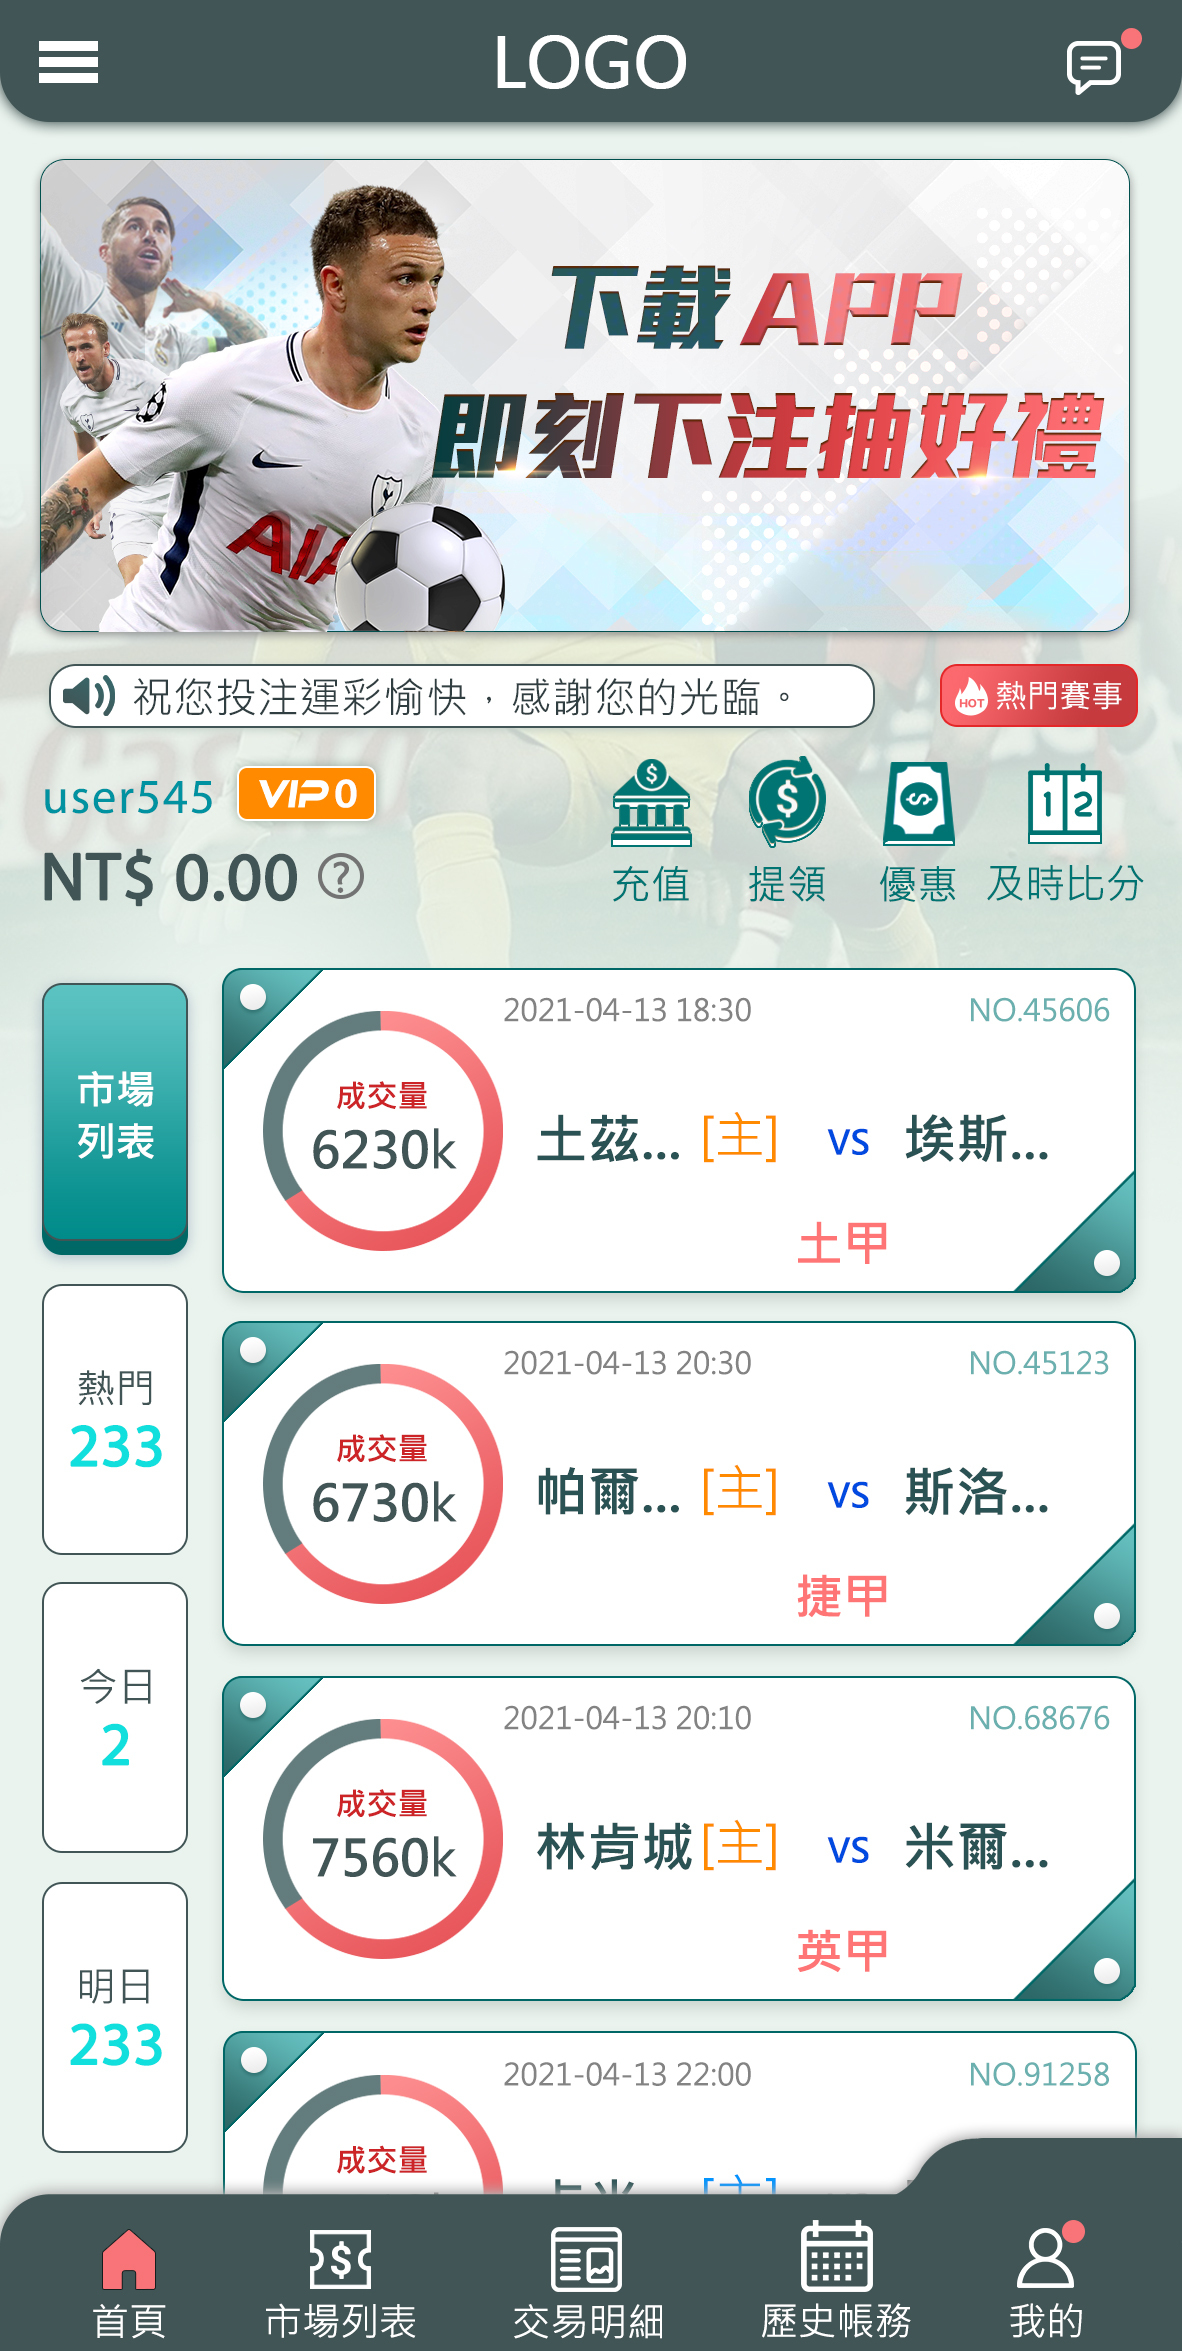 LOGO
下載APP
即刻下注抽好禮
AIA
祝您投注運彩愉快，感謝您的光臨。
HOT 熱門賽事
user545 VIP 0
NT$ 0.00 ?
充值 提領 優惠 及時比分
1 2
市場
列表
熱門
233
今日
2
明日
233
2021-04-13 18:30 NO.45606
成交量
6230k
土茲... [主] vs 埃斯...
土甲
2021-04-13 20:30 NO.45123
成交量
6730k
帕爾... [主] vs 斯洛...
捷甲
2021-04-13 20:10 NO.68676
成交量
7560k
林肯城[主] vs 米爾...
英甲
2021-04-13 22:00 NO.91258
成交量
[主]
首頁 市場列表 交易明細 歷史帳務 我的